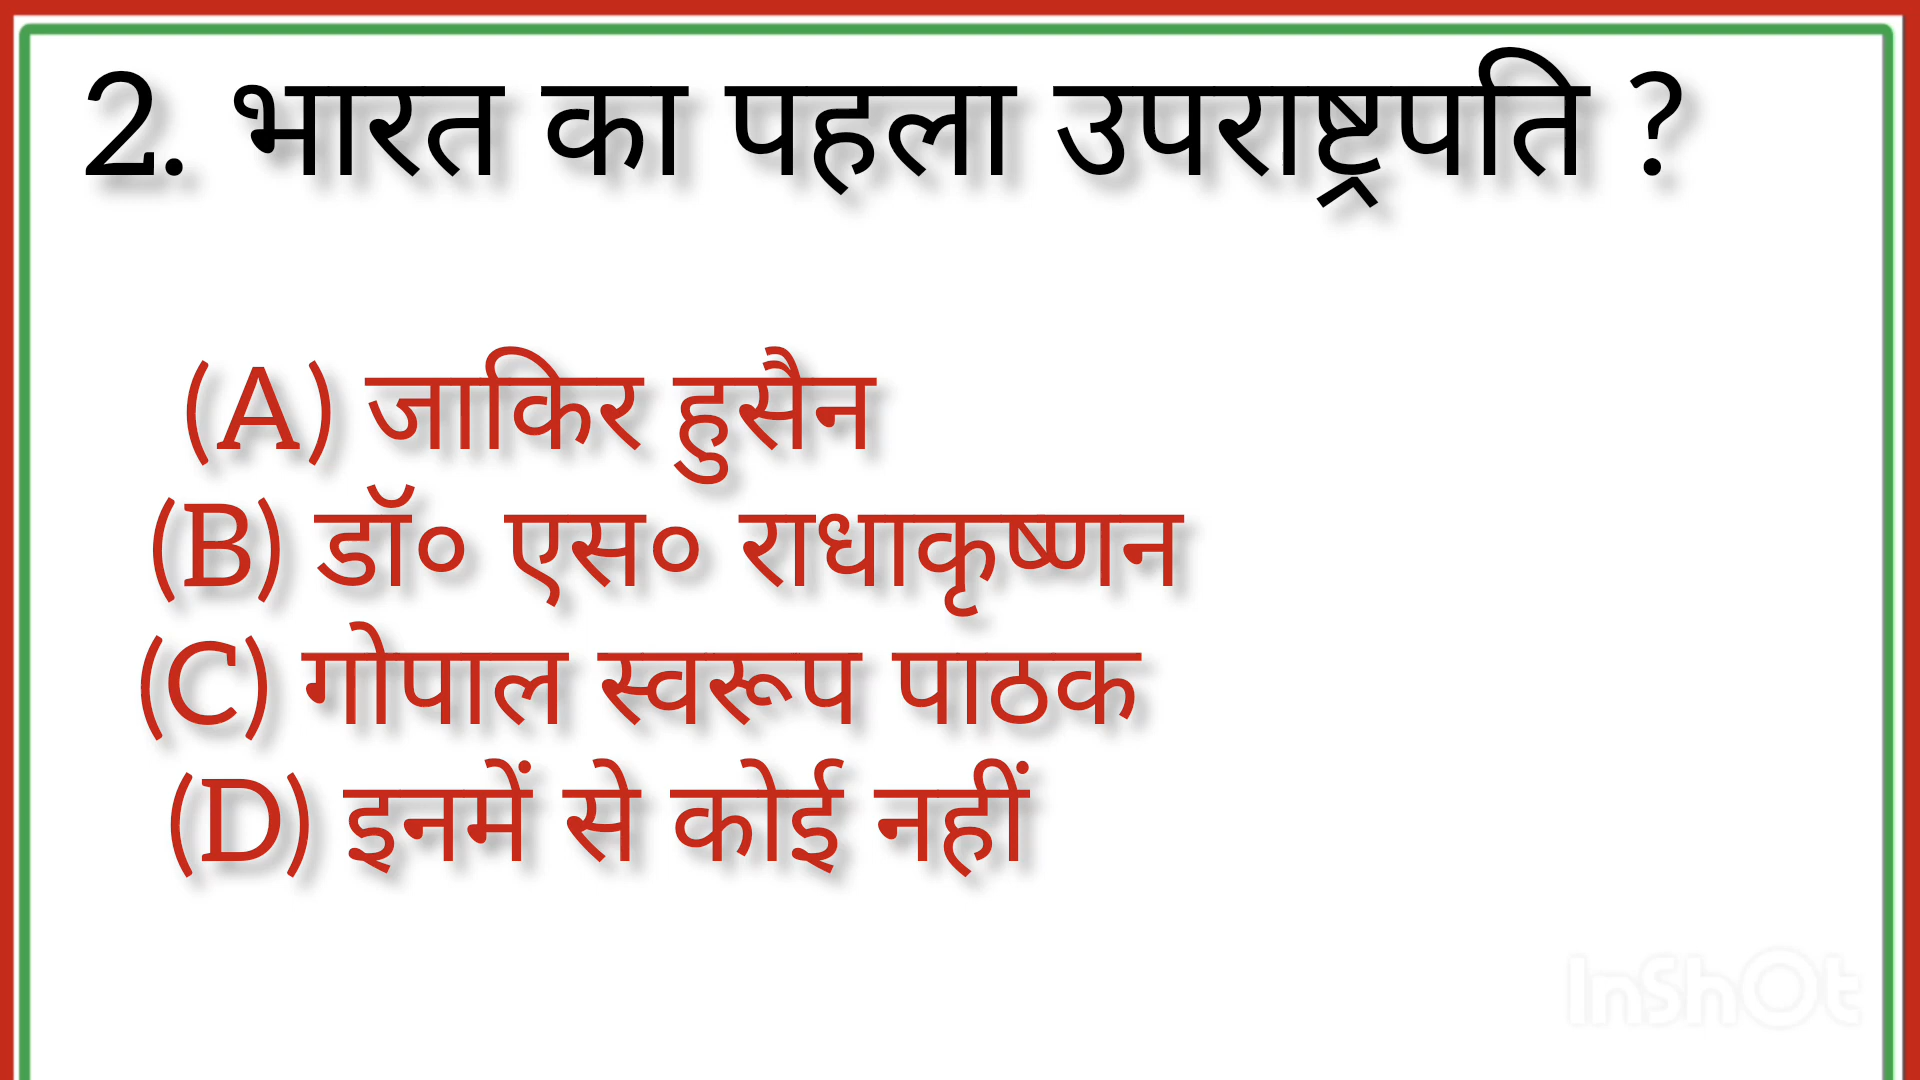 2. भारत का पहला उपराष्ट्रपति ?
(A) जाकिर हुसैन
(B) डॉ० एस० राधाकृष्णन
(C) गोपाल स्वरूप पाठक
(D) इनमें से कोई नहीं
InShOt